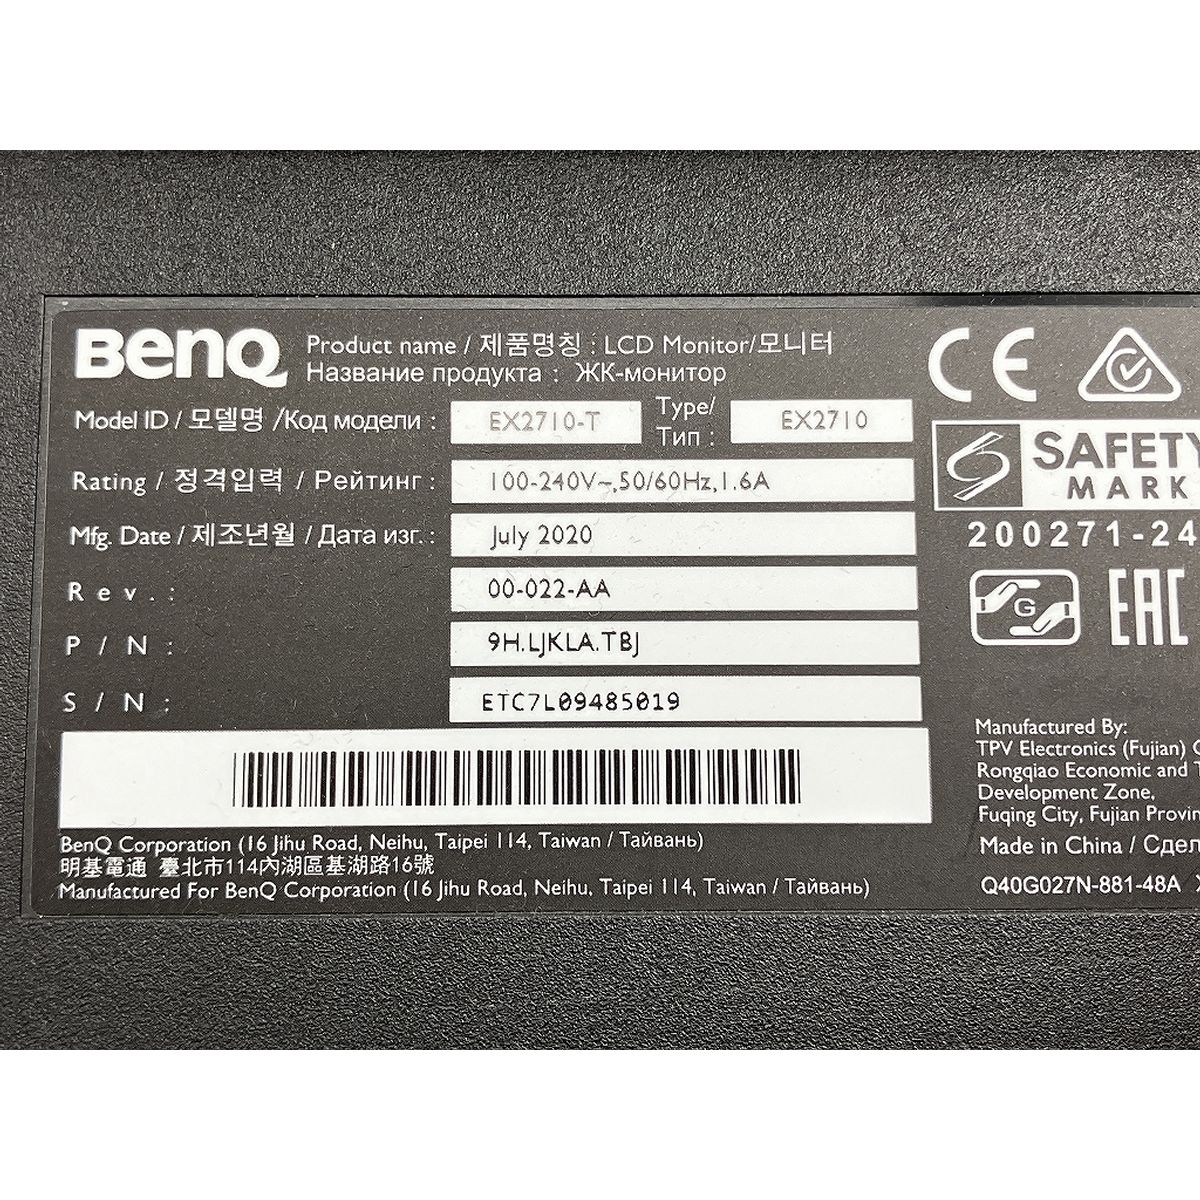 BenQ
Product name / 제품명칭 : LCD Monitor/모니터
Название продукта : ЖК-монитор
Model ID / 모델명 /Код модели : EX2710-T Type/ Тип : EX2710
Rating / 정격입력 / Рейтинг : 100-240V~,50/60Hz,1.6A
Mfg. Date / 제조년월 / Дата изг. : July 2020
Rev. : 00-022-AA
P/N : 9H.LJKLA.TBJ
S/N : ETC7L09485019
BenQ Corporation (16 Jihu Road, Neihu, Taipei 114, Taiwan / Тайвань)
明基電通 臺北市114內湖區基湖路16號
Manufactured For BenQ Corporation (16 Jihu Road, Neihu, Taipei 114, Taiwan / Тайвань)
CE
SAFETY
MARK
200271-24
G
EAC
Manufactured By:
TPV Electronics (Fujian) C
Rongqiao Economic and T
Development Zone,
Fuqing City, Fujian Provin
Made in China / Сдел
Q40G027N-881-48A